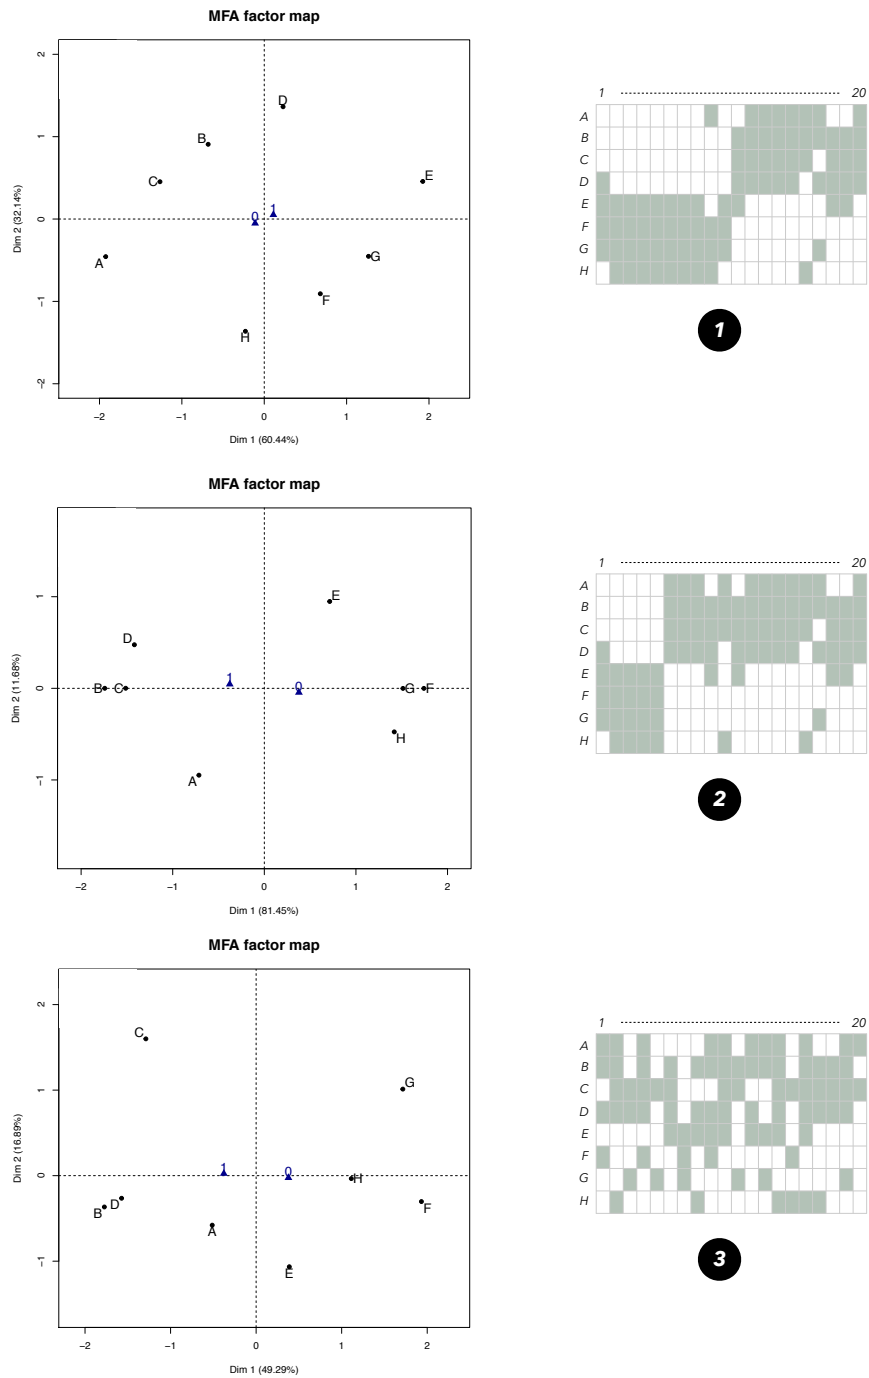 MFA factor map
2
1
0
−1
−2
Dim 2 (32.14%)
D
B
C
E
1
0
A
G
F
H
−2 −1 0 1 2
Dim 1 (60.44%)
1 20
A
B
C
D
E
F
G
H
1
MFA factor map
1
0
−1
Dim 2 (11.68%)
E
D
1
0
B C G F
H
A
−2 −1 0 1 2
Dim 1 (81.45%)
1 20
A
B
C
D
E
F
G
H
2
MFA factor map
2
1
0
−1
Dim 2 (16.89%)
C
G
1
0
H
B D
F
A
E
−2 −1 0 1 2
Dim 1 (49.29%)
1 20
A
B
C
D
E
F
G
H
3